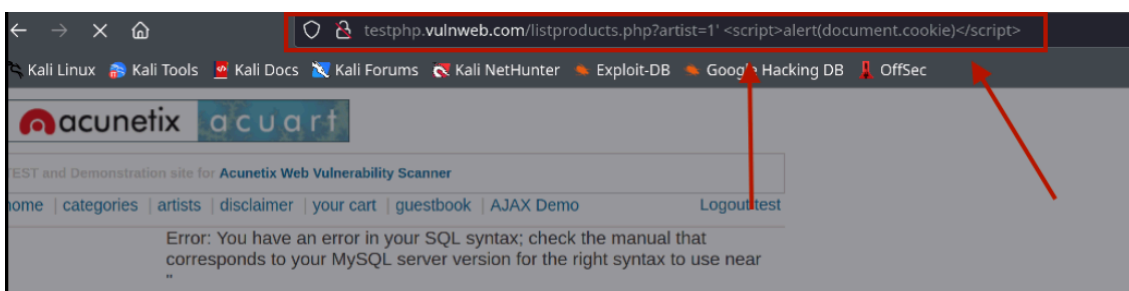 testphp.vulnweb.com/listproducts.php?artist=1' <script>alert(document.cookie)</script>
Kali Linux Kali Tools Kali Docs Kali Forums Kali NetHunter Exploit-DB Google Hacking DB OffSec
acunetix acuart
TEST and Demonstration site for Acunetix Web Vulnerability Scanner
home | categories | artists | disclaimer | your cart | guestbook | AJAX Demo Logout test
Error: You have an error in your SQL syntax; check the manual that
corresponds to your MySQL server version for the right syntax to use near
''